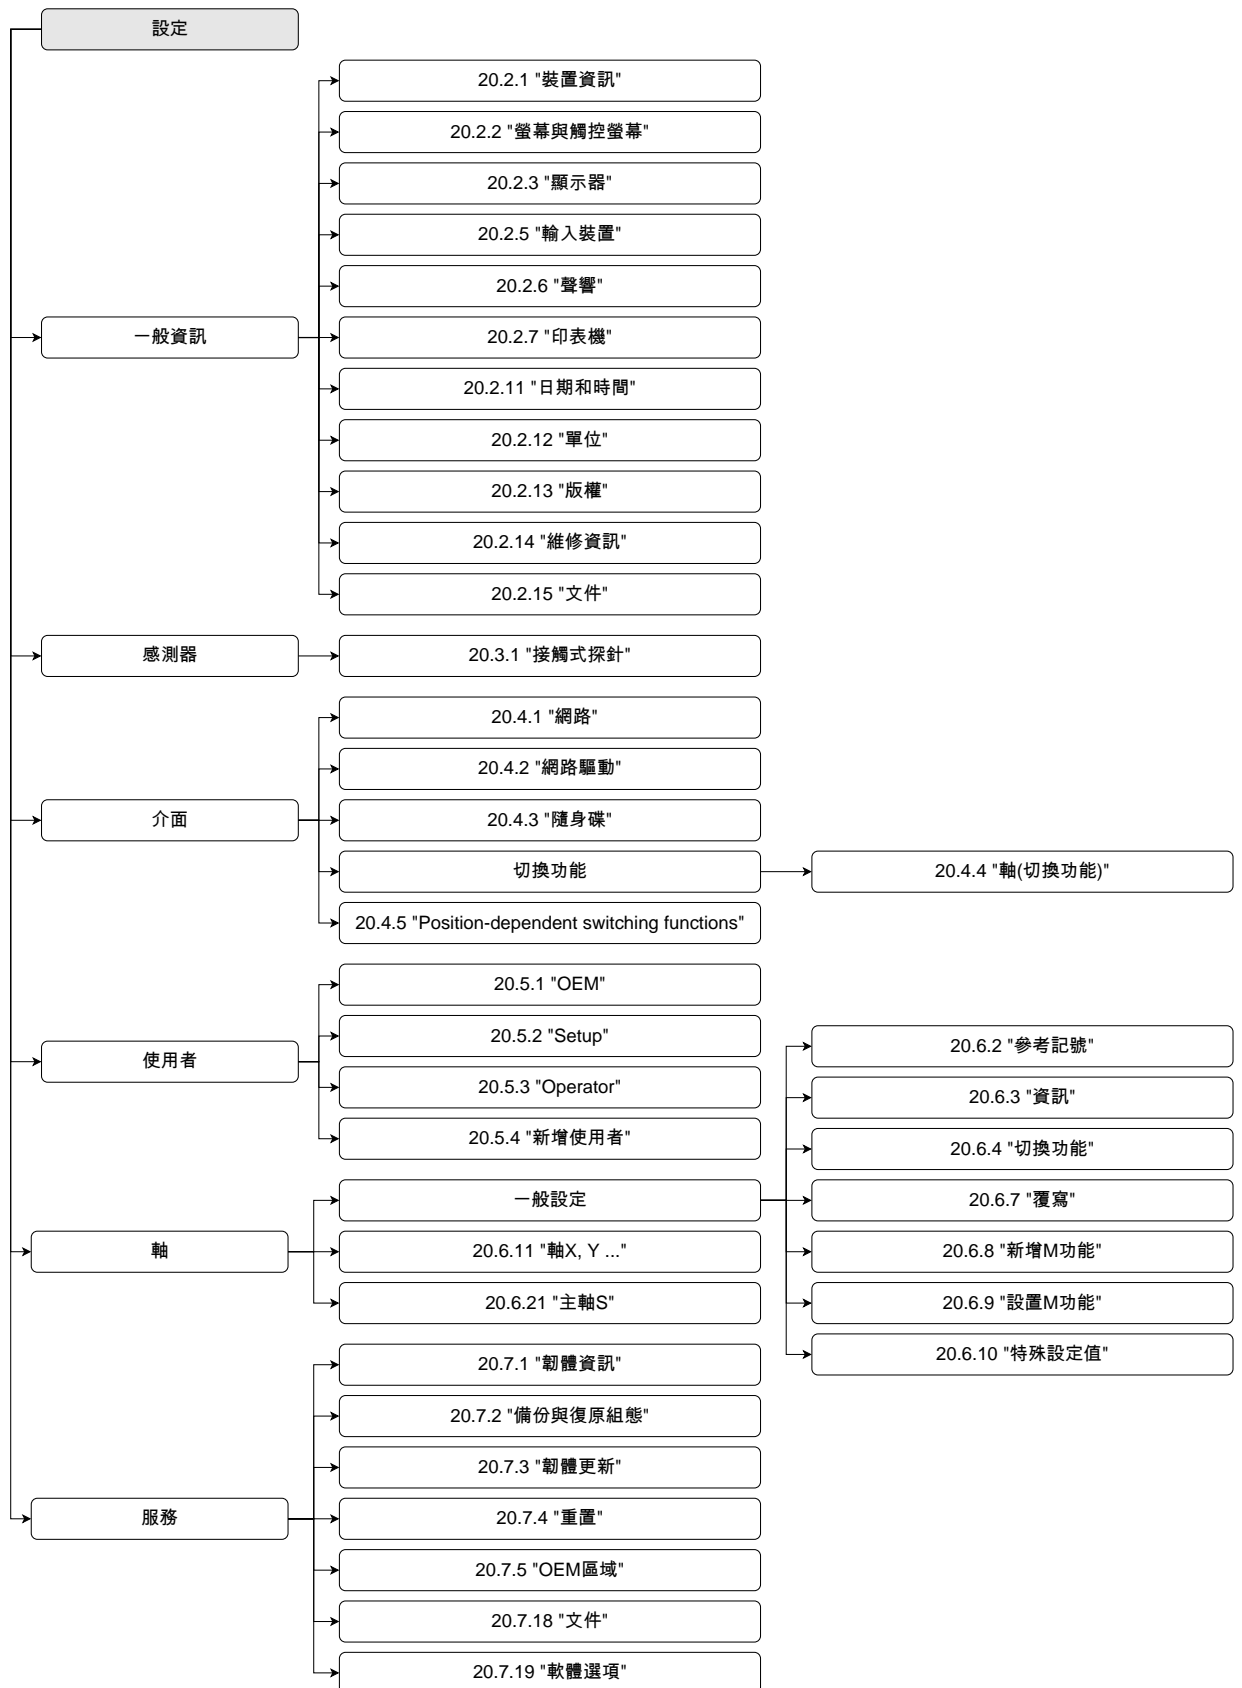 設定
一般資訊
20.2.1 "裝置資訊"
20.2.2 "螢幕與觸控螢幕"
20.2.3 "顯示器"
20.2.5 "輸入裝置"
20.2.6 "聲響"
20.2.7 "印表機"
20.2.11 "日期和時間"
20.2.12 "單位"
20.2.13 "版權"
20.2.14 "維修資訊"
20.2.15 "文件"
感測器
20.3.1 "接觸式探針"
介面
20.4.1 "網路"
20.4.2 "網路驅動"
20.4.3 "隨身碟"
切換功能
20.4.4 "軸(切換功能)"
20.4.5 "Position-dependent switching functions"
使用者
20.5.1 "OEM"
20.5.2 "Setup"
20.5.3 "Operator"
20.5.4 "新增使用者"
軸
一般設定
20.6.2 "參考記號"
20.6.3 "資訊"
20.6.4 "切換功能"
20.6.7 "覆寫"
20.6.8 "新增M功能"
20.6.9 "設置M功能"
20.6.10 "特殊設定值"
20.6.11 "軸X, Y ..."
20.6.21 "主軸S"
服務
20.7.1 "韌體資訊"
20.7.2 "備份與復原組態"
20.7.3 "韌體更新"
20.7.4 "重置"
20.7.5 "OEM區域"
20.7.18 "文件"
20.7.19 "軟體選項"